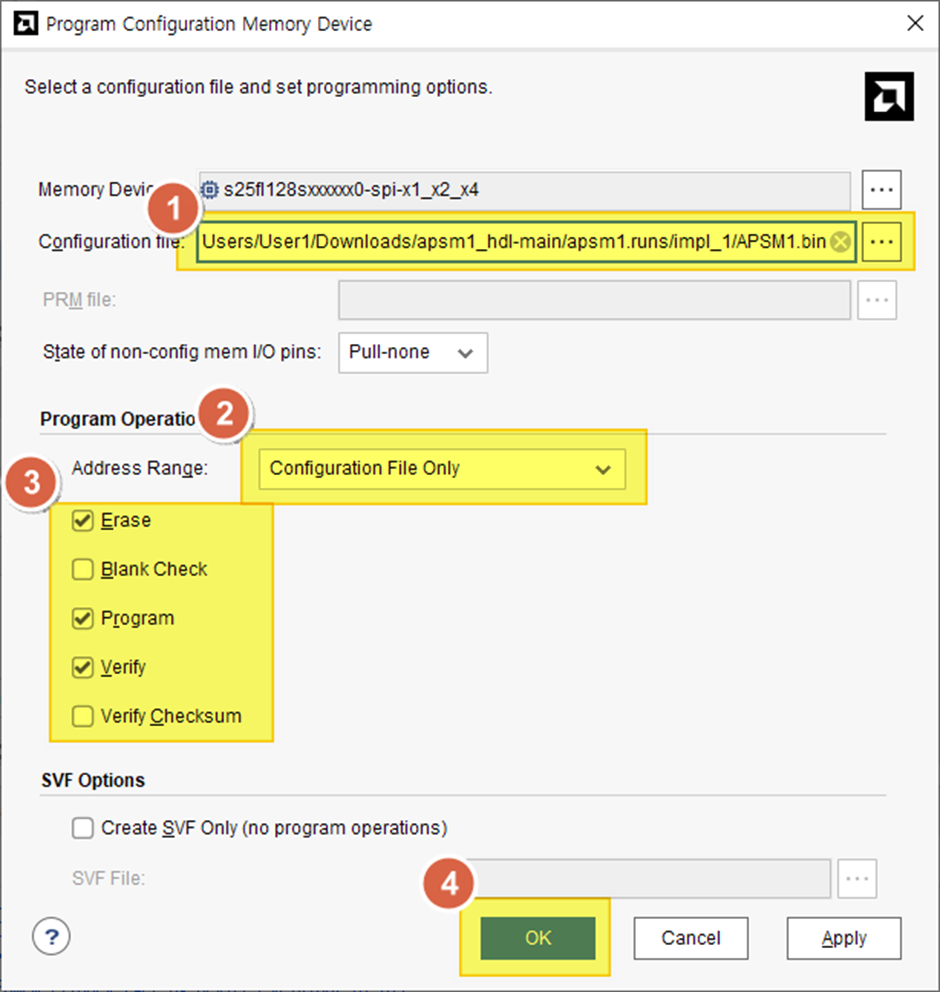 Program Configuration Memory Device
Select a configuration file and set programming options.
Memory s25fl128sxxxxxx0-spi-x1_x2_x4 ...
1
Configuration file: Users/User1/Downloads/apsm1_hdl-main/apsm1.runs/impl_1/APSM1.bin ...
PRM file: ...
State of non-config mem I/O pins: Pull-none
2
Program
Address Range: Configuration File Only
3
Erase
Blank Check
Program
Verify
Verify Checksum
SVF Options
Create SVF Only (no program operations)
SVF File: ...
4
? OK Cancel Apply